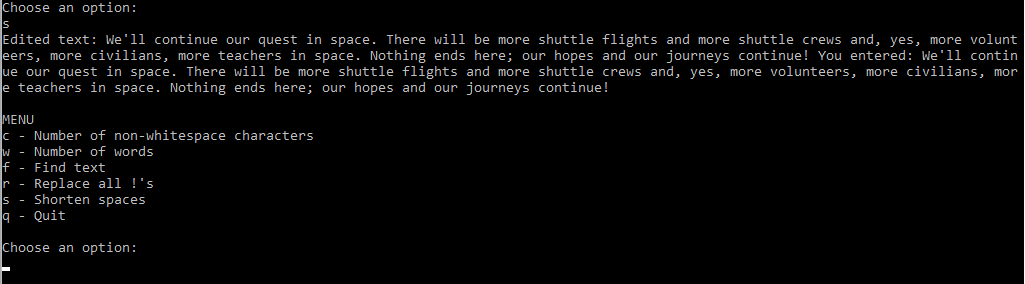 Choose an option:
s
Edited text: We'll continue our quest in space. There will be more shuttle flights and more shuttle crews and, yes, more volunt
eers, more civilians, more teachers in space. Nothing ends here; our hopes and our journeys continue! You entered: We'll contin
ue our quest in space. There will be more shuttle flights and more shuttle crews and, yes, more volunteers, more civilians, mor
e teachers in space. Nothing ends here; our hopes and our journeys continue!

MENU
c - Number of non-whitespace characters
w - Number of words
f - Find text
r - Replace all !'s
s - Shorten spaces
q - Quit

Choose an option: